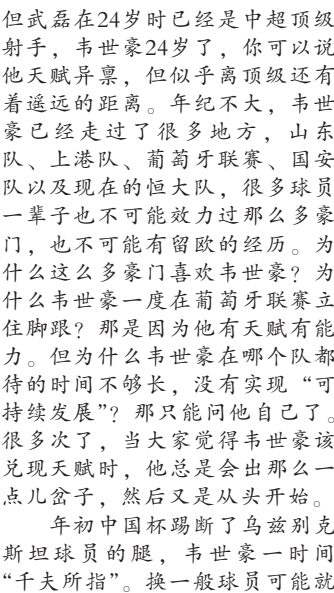 但武磊在24岁时已经是中超顶级
射手，韦世豪24岁了，你可以说
他天赋异禀，但似乎离顶级还有
着遥远的距离。年纪不大，韦世
豪已经走过了很多地方，山东
队、上港队、葡萄牙联赛、国安
队以及现在的恒大队，很多球员
一辈子也不可能效力过那么多豪
门，也不可能有留欧的经历。为
什么这么多豪门喜欢韦世豪？为
什么韦世豪一度在葡萄牙联赛立
住脚跟？那是因为他有天赋有能
力。但为什么韦世豪在哪个队都
待的时间不够长，没有实现“可
持续发展”？那只能问他自己了。
很多次了，当大家觉得韦世豪该
兑现天赋时，他总是会出那么一
点儿岔子，然后又是从头开始。
年初中国杯踢断了乌兹别克
斯坦球员的腿，韦世豪一时间
“千夫所指”。换一般球员可能就